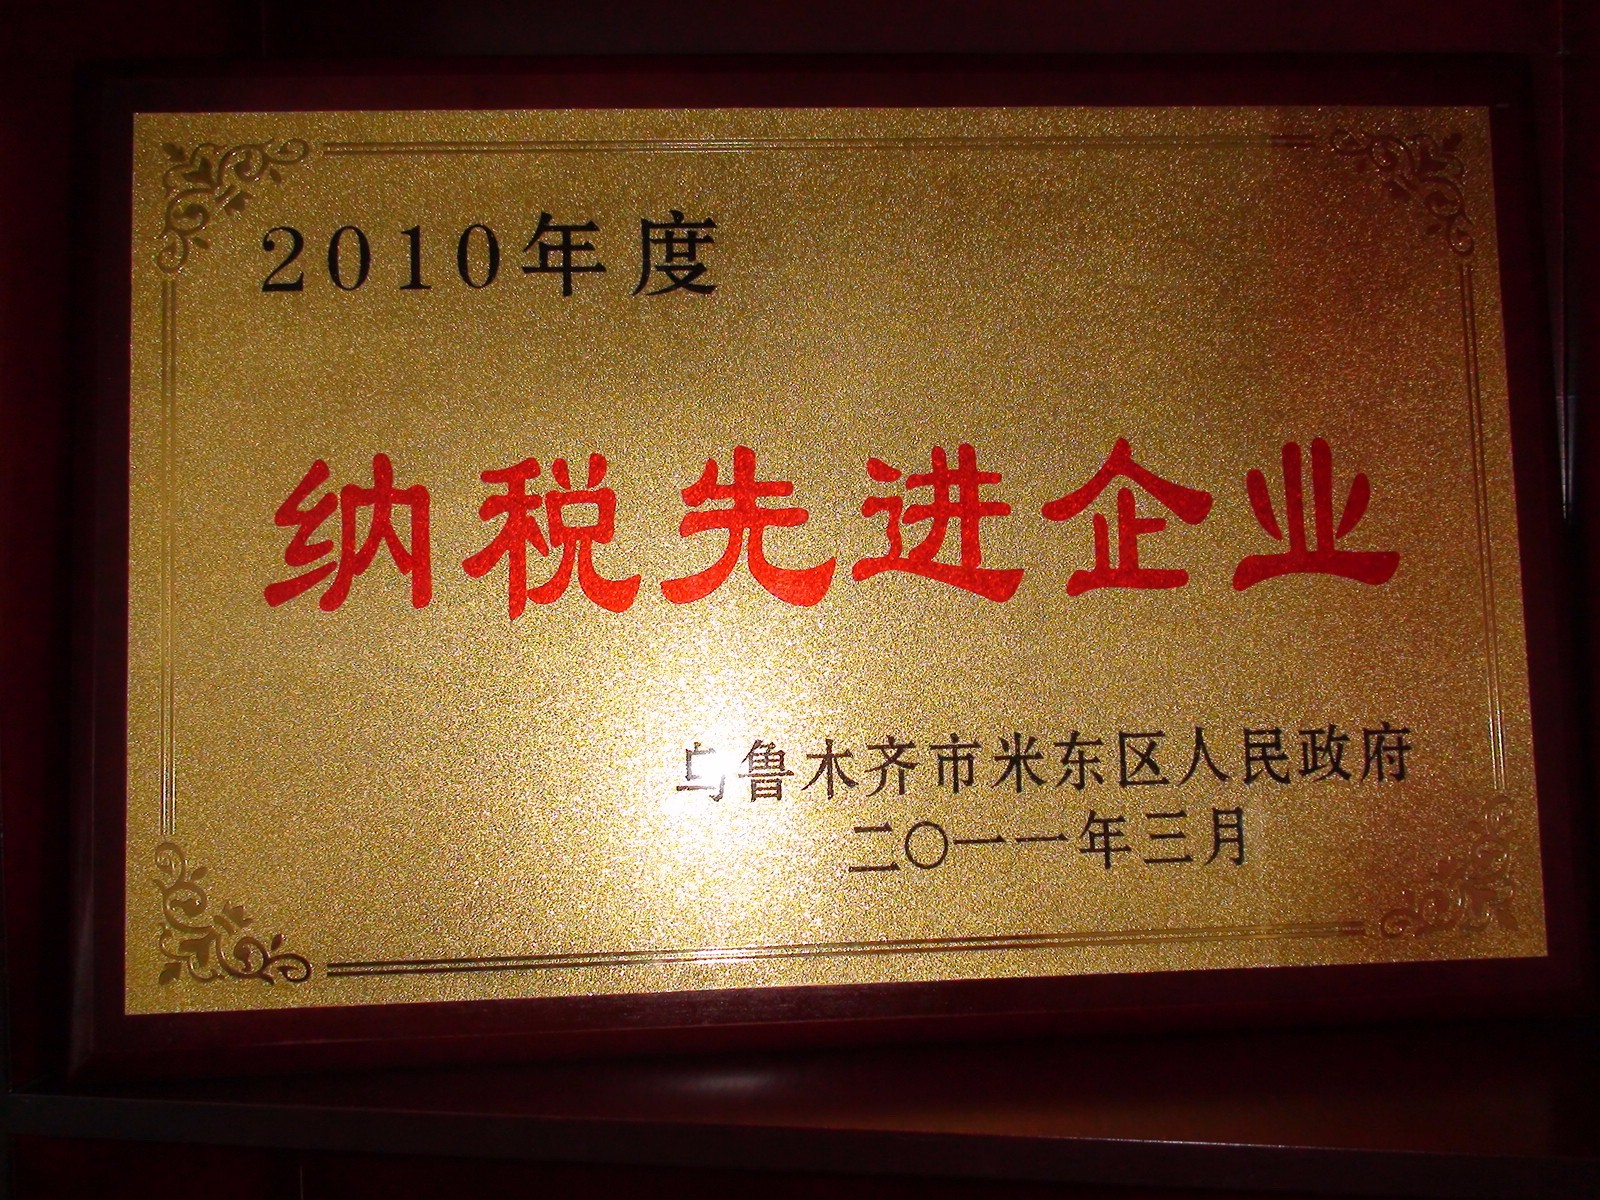 2010年度
纳税先进企业
乌鲁木齐市米东区人民政府
二〇一一年三月